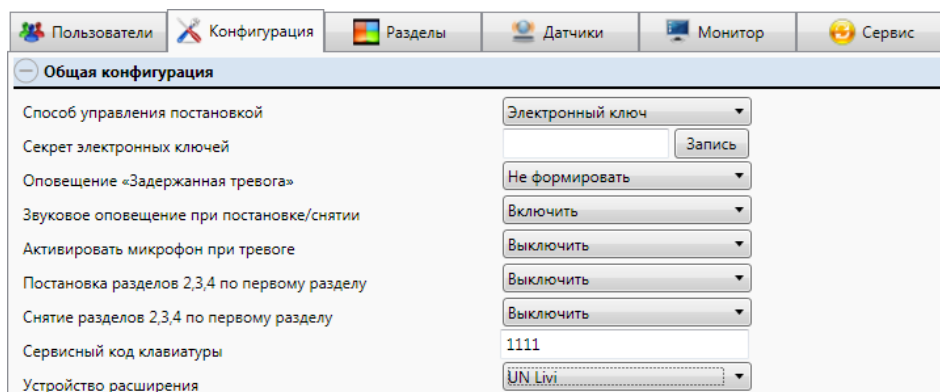 Пользователи Конфигурация Разделы Датчики Монитор Сервис
Общая конфигурация
Способ управления постановкой Электронный ключ
Секрет электронных ключей Запись
Оповещение «Задержанная тревога» Не формировать
Звуковое оповещение при постановке/снятии Включить
Активировать микрофон при тревоге Выключить
Постановка разделов 2,3,4 по первому разделу Выключить
Снятие разделов 2,3,4 по первому разделу Выключить
Сервисный код клавиатуры 1111
Устройство расширения UN Livi